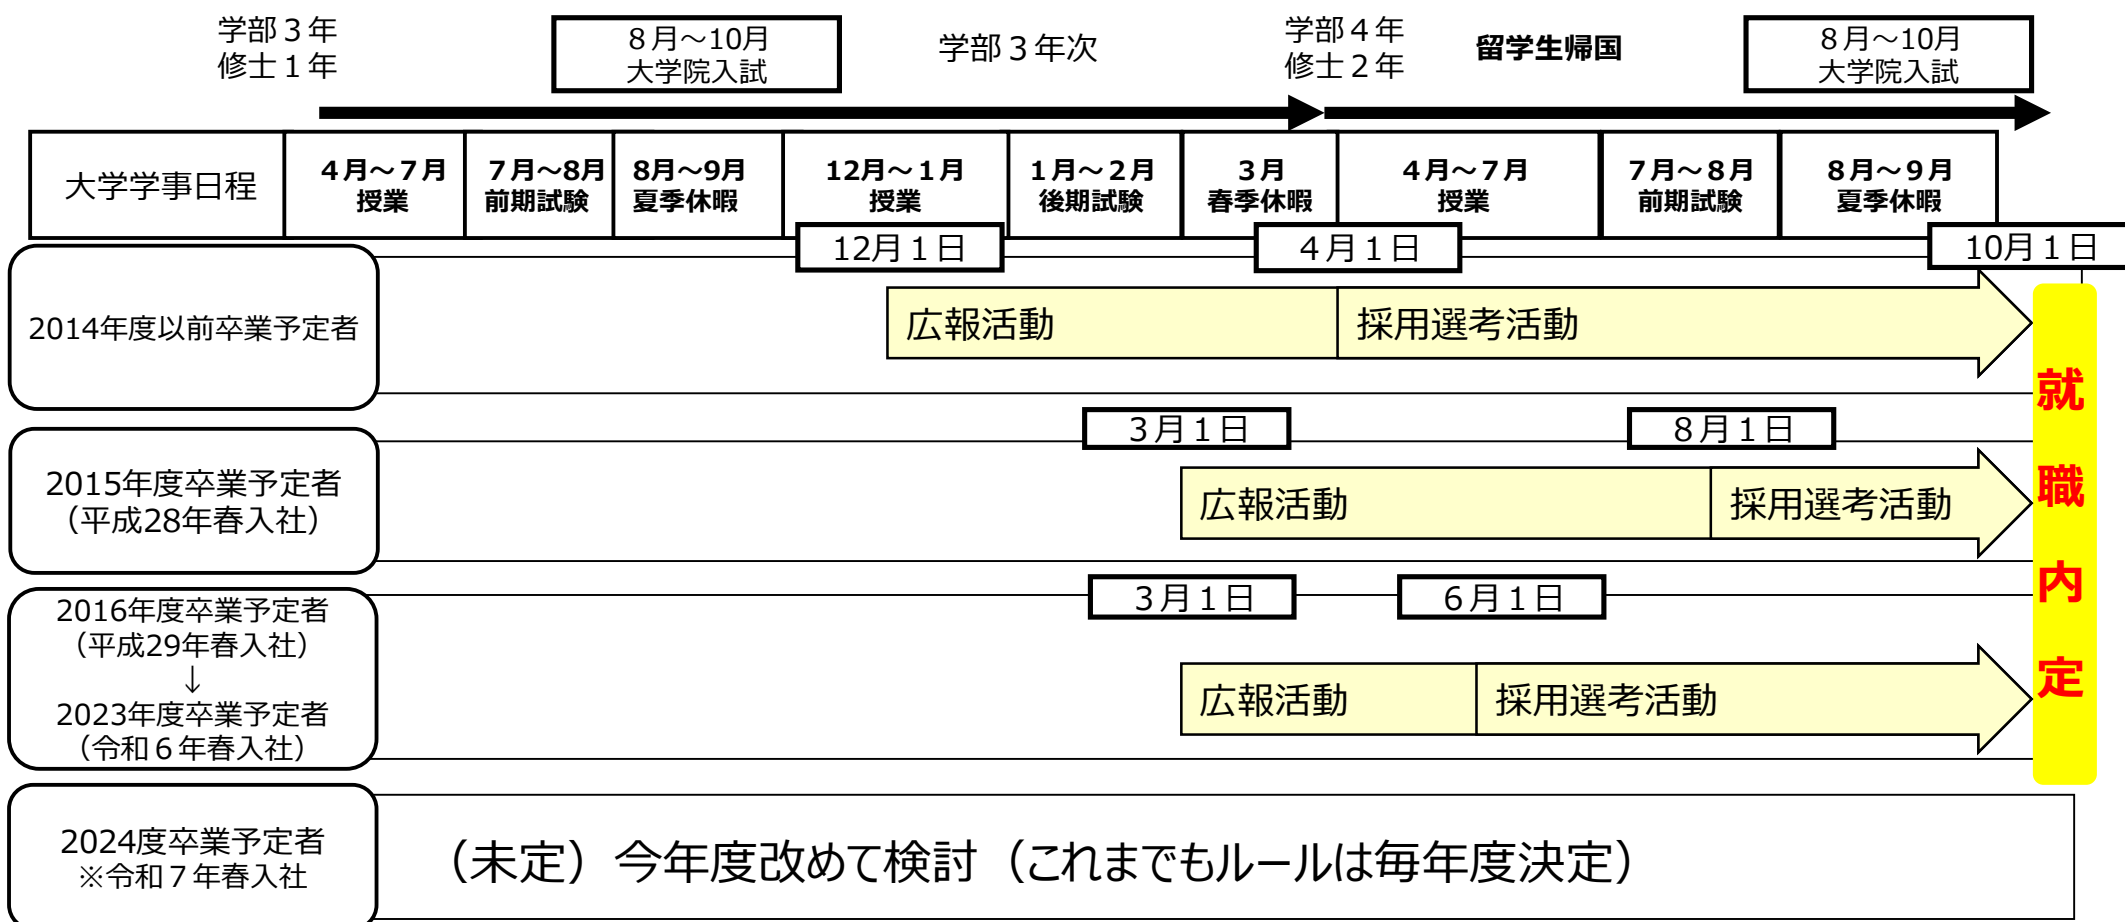 学部３年
修士１年
８月～10月
大学院入試
学部３年次
学部４年
修士２年
留学生帰国
８月～10月
大学院入試
大学学事日程
４月～７月
授業
７月～8月
前期試験
8月～9月
夏季休暇
12月～１月
授業
１月～２月
後期試験
３月
春季休暇
４月～７月
授業
７月～８月
前期試験
８月～９月
夏季休暇
12月１日
４月１日
10月１日
2014年度以前卒業予定者
広報活動
採用選考活動
３月１日
８月１日
2015年度卒業予定者
（平成28年春入社）
広報活動
採用選考活動
３月１日
６月１日
2016年度卒業予定者
（平成29年春入社）
↓
2023年度卒業予定者
（令和６年春入社）
広報活動
採用選考活動
就
職
内
定
2024度卒業予定者
※令和７年春入社
（未定）今年度改めて検討（これまでもルールは毎年度決定）